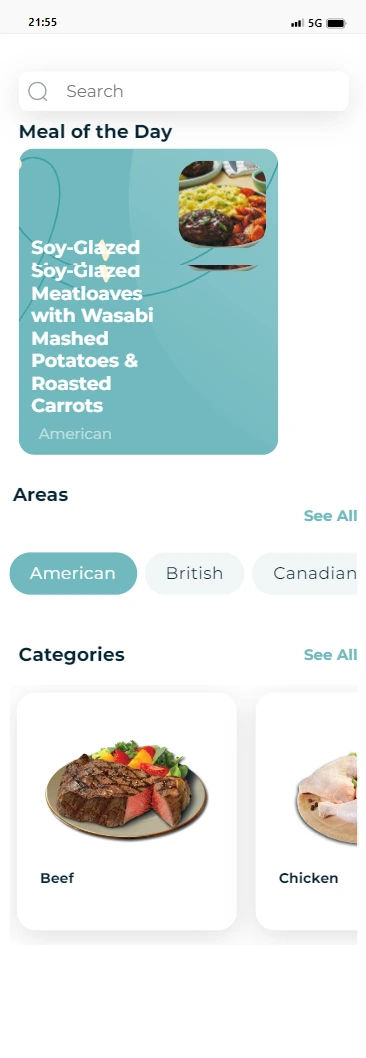 21:55
5G
Search
Meal of the Day
Soy-Glazed
Soy-Glazed
Meatloaves
with Wasabi
Mashed
Potatoes &
Roasted
Carrots
American
Areas
See All
American
British
Canadian
Categories
See All
Beef
Chicken